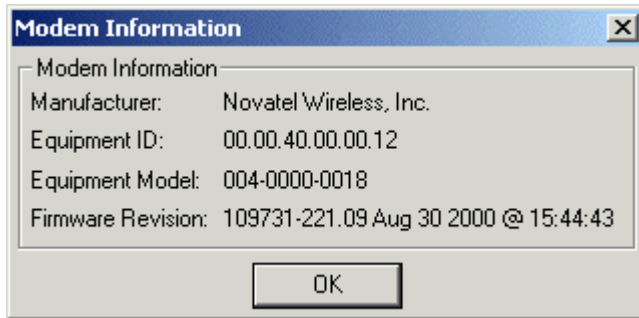 Modem Information
Modem Information
Manufacturer: Novatel Wireless, Inc.
Equipment ID: 00.00.40.00.00.12
Equipment Model: 004-0000-0018
Firmware Revision: 109731-221.09 Aug 30 2000 @ 15:44:43
OK